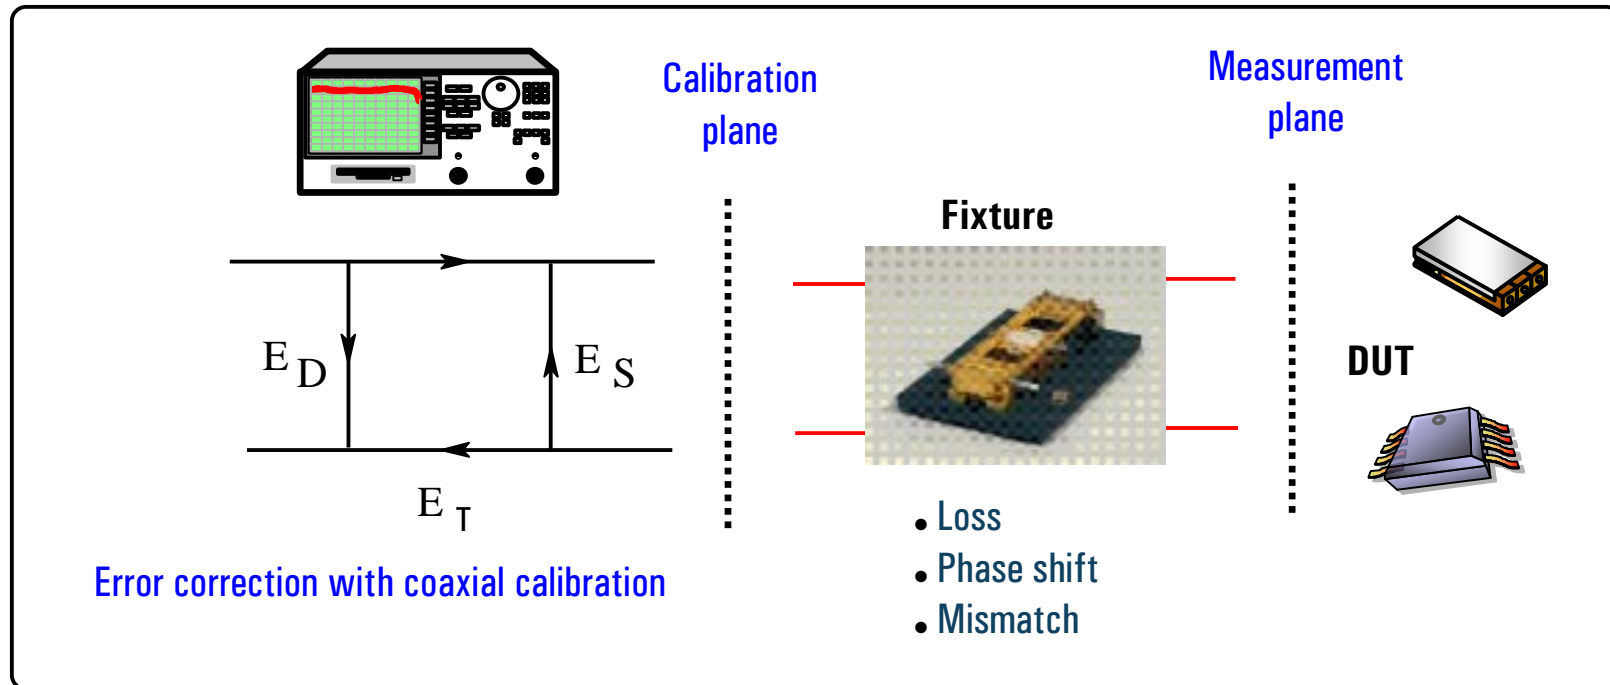 Calibration
plane
Measurement
plane
Fixture
E D
E S
E T
DUT
Error correction with coaxial calibration
• Loss
• Phase shift
• Mismatch